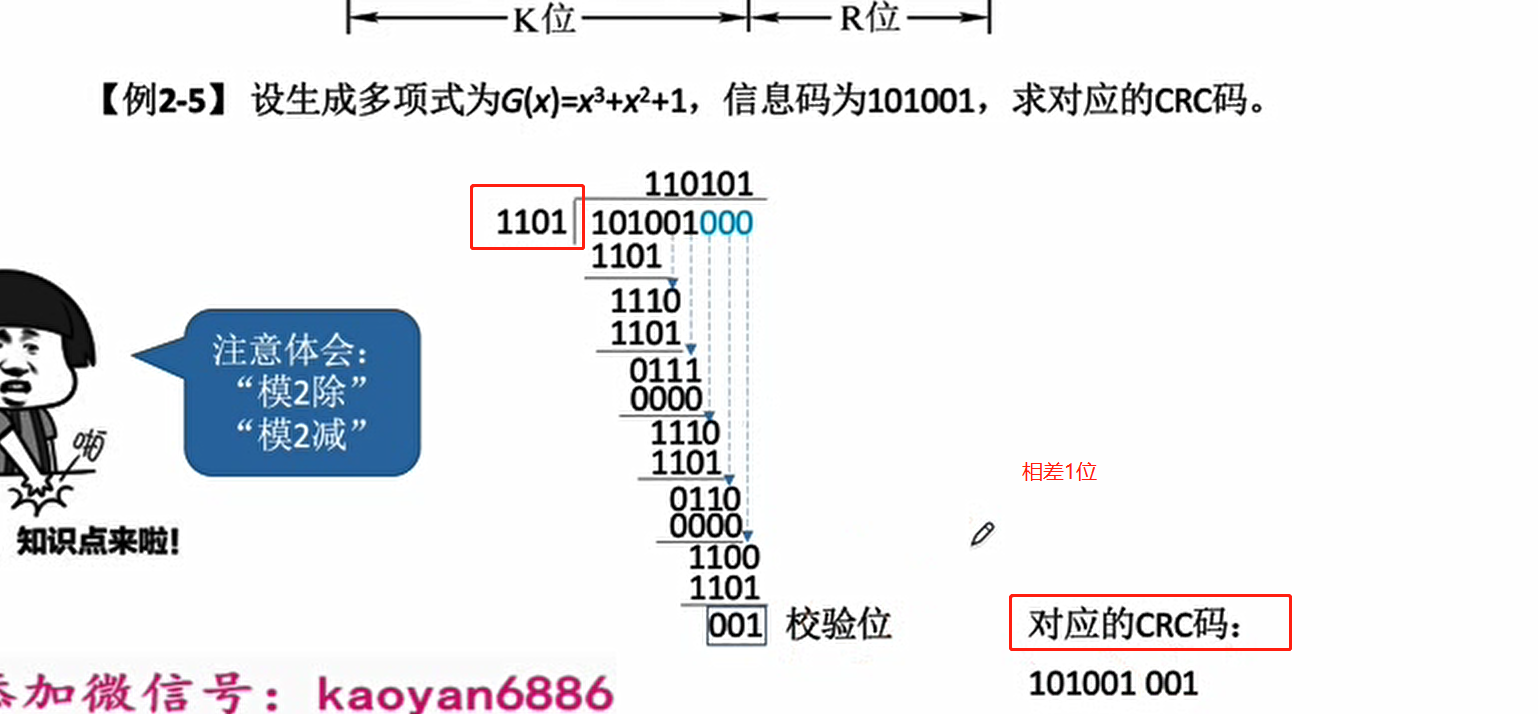 K位 R位
【例2-5】 设生成多项式为G(x)=x³+x²+1，信息码为101001，求对应的CRC码。
110101
1101 101001000
1101
1110
1101
0111
0000
1110
1101
0110
0000
1100
1101
001 校验位
注意体会：
“模2除”
“模2减”
啪
知识点来啦!
相差1位
对应的CRC码：
101001 001
添加微信号：kaoyan6886